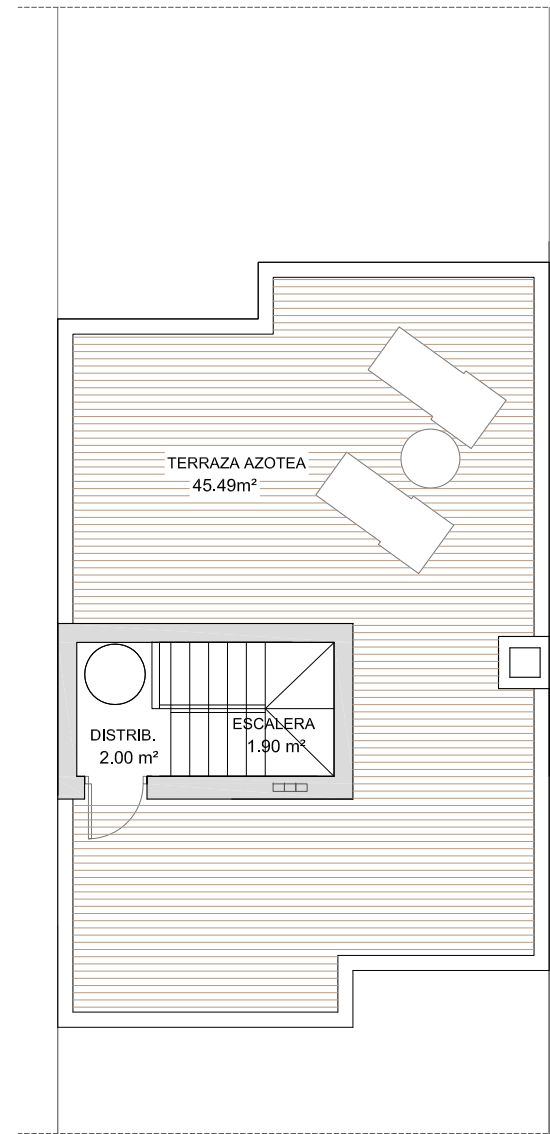 TERRAZA AZOTEA
45.49m²
DISTRIB.
2.00 m²
ESCALERA
1.90 m²